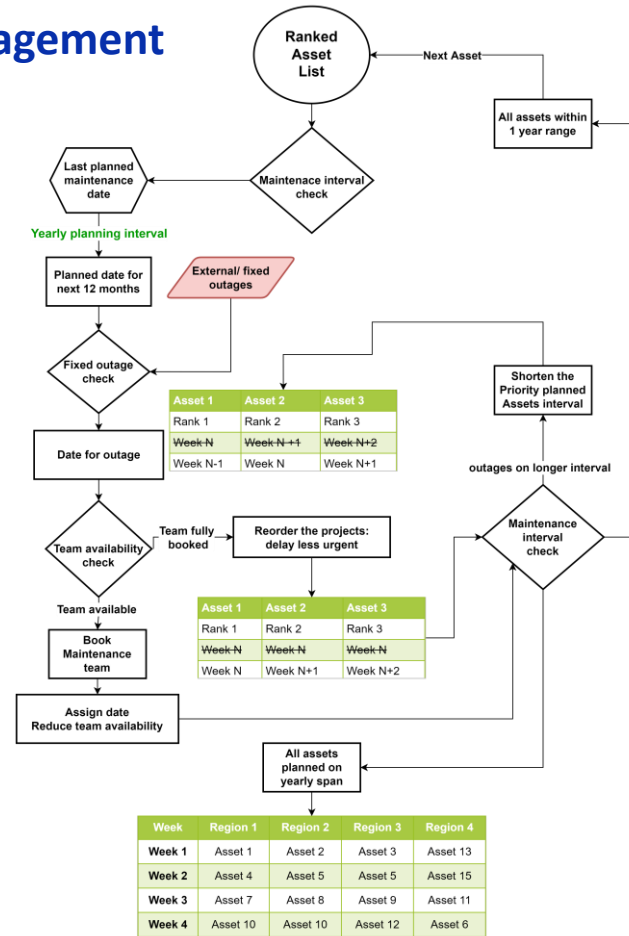 agement
Ranked
Asset
List
Next Asset
All assets within
1 year range
Maintenace interval
check
Last planned
maintenance
date
Yearly planning interval
Planned date for
next 12 months
External/ fixed
outages
Fixed outage
check
Shorten the
Priority planned
Assets interval
Asset 1 Asset 2 Asset 3
Rank 1 Rank 2 Rank 3
Week N Week N +1 Week N+2
Week N-1 Week N Week N+1
Date for outage
outages on longer interval
Team availability
check
Team fully
booked
Reorder the projects:
delay less urgent
Maintenance
interval
check
Team available
Asset 1 Asset 2 Asset 3
Rank 1 Rank 2 Rank 3
Week N Week N Week N
Week N Week N+1 Week N+2
Book
Maintenance
team
Assign date
Reduce team availability
All assets
planned on
yearly span
Week Region 1 Region 2 Region 3 Region 4
Week 1 Asset 1 Asset 2 Asset 3 Asset 13
Week 2 Asset 4 Asset 5 Asset 5 Asset 15
Week 3 Asset 7 Asset 8 Asset 9 Asset 11
Week 4 Asset 10 Asset 10 Asset 12 Asset 6